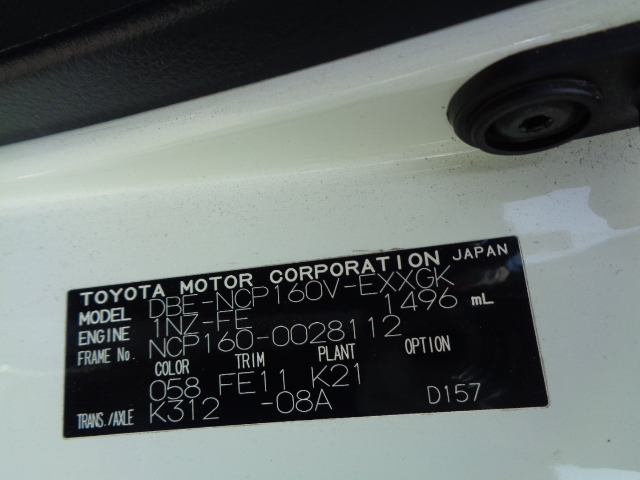 TOYOTA MOTOR CORPORATION JAPAN
MODEL DBE-NCP160V-EXXGK
ENGINE 1NZ-FE 1496 mL
FRAME No. NCP160-0028112
COLOR TRIM PLANT OPTION
058 FE11 K21
TRANS./AXLE K312 -08A D157